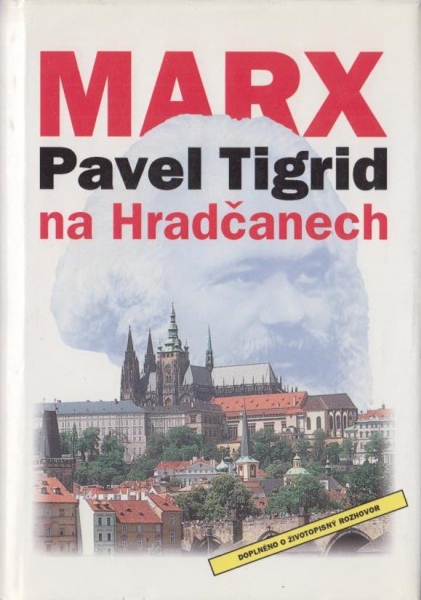 MARX
Pavel Tigrid
na Hradčanech
DOPLNĚNO O ŽIVOTOPISNÝ ROZHOVOR